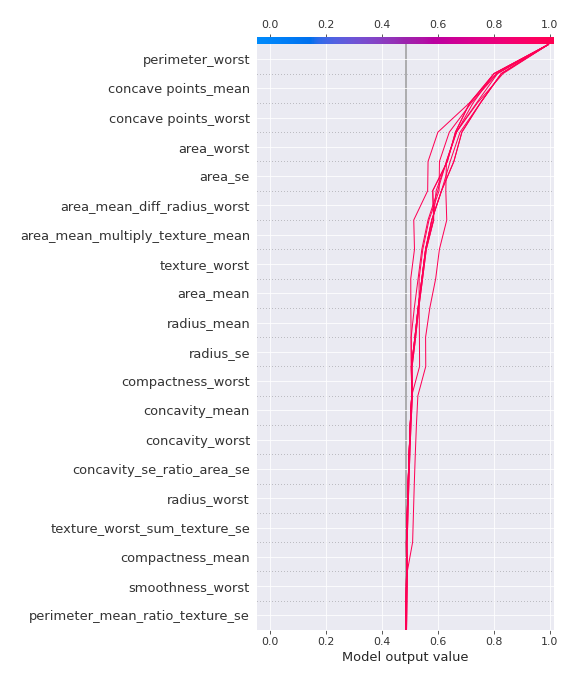 0.0 0.2 0.4 0.6 0.8 1.0
perimeter_worst
concave points_mean
concave points_worst
area_worst
area_se
area_mean_diff_radius_worst
area_mean_multiply_texture_mean
texture_worst
area_mean
radius_mean
radius_se
compactness_worst
concavity_mean
concavity_worst
concavity_se_ratio_area_se
radius_worst
texture_worst_sum_texture_se
compactness_mean
smoothness_worst
perimeter_mean_ratio_texture_se
0.0 0.2 0.4 0.6 0.8 1.0
Model output value